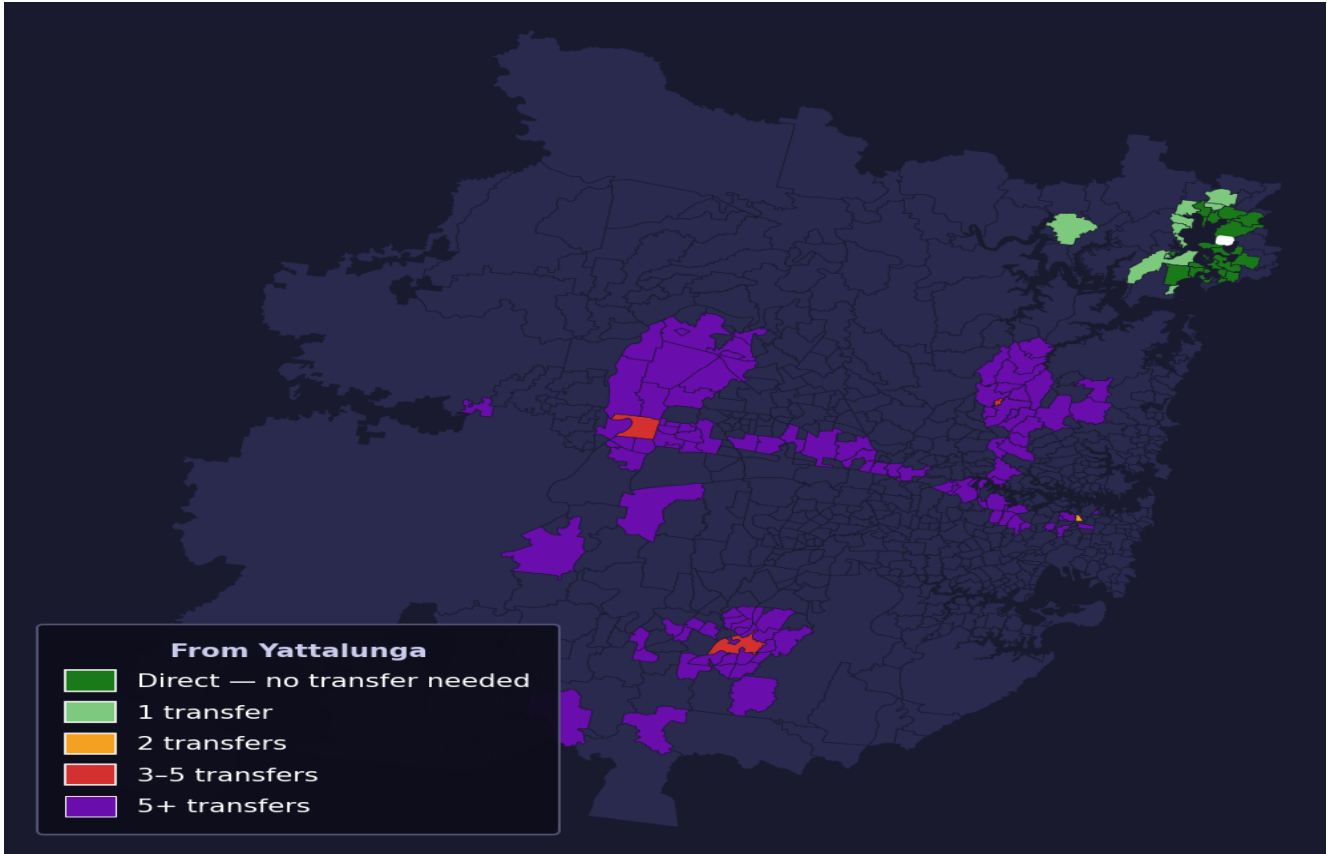 From Yattalunga
Direct — no transfer needed
1 transfer
2 transfers
3–5 transfers
5+ transfers